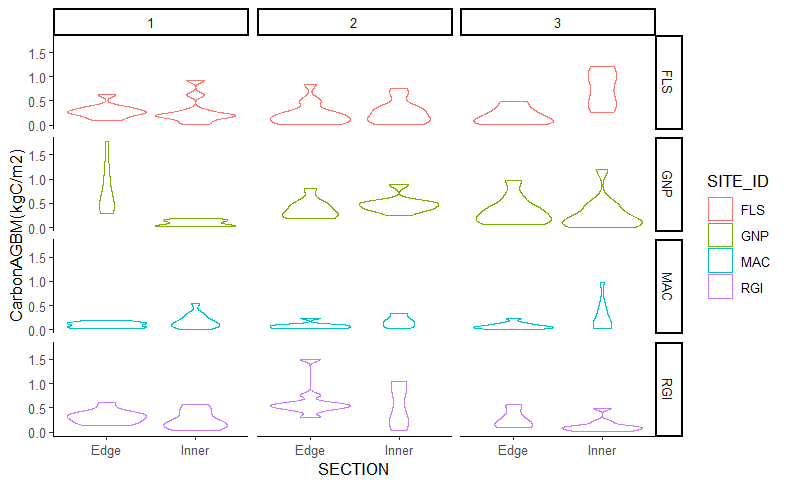 1 2 3
1.5
1.0
0.5
0.0
FLS
1.5
1.0
0.5
0.0
GNP
1.5
1.0
0.5
0.0
MAC
1.5
1.0
0.5
0.0
RGI
CarbonAGBM(kgC/m2)
Edge Inner Edge Inner Edge Inner
SECTION
SITE_ID
FLS
GNP
MAC
RGI